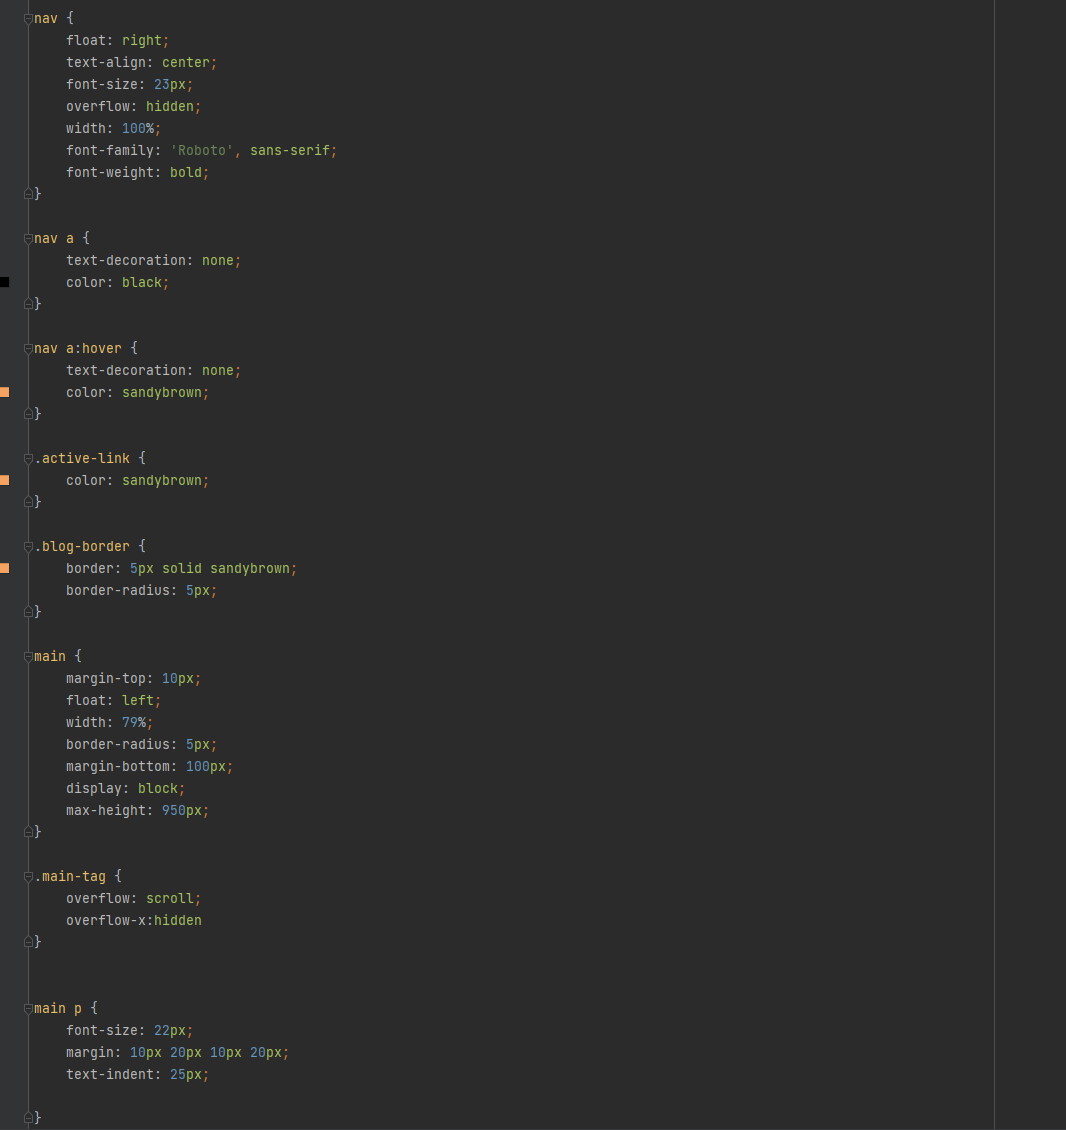 nav {
    float: right;
    text-align: center;
    font-size: 23px;
    overflow: hidden;
    width: 100%;
    font-family: 'Roboto', sans-serif;
    font-weight: bold;
}

nav a {
    text-decoration: none;
    color: black;
}

nav a:hover {
    text-decoration: none;
    color: sandybrown;
}

.active-link {
    color: sandybrown;
}

.blog-border {
    border: 5px solid sandybrown;
    border-radius: 5px;
}

main {
    margin-top: 10px;
    float: left;
    width: 79%;
    border-radius: 5px;
    margin-bottom: 100px;
    display: block;
    max-height: 950px;
}

.main-tag {
    overflow: scroll;
    overflow-x:hidden
}


main p {
    font-size: 22px;
    margin: 10px 20px 10px 20px;
    text-indent: 25px;

}